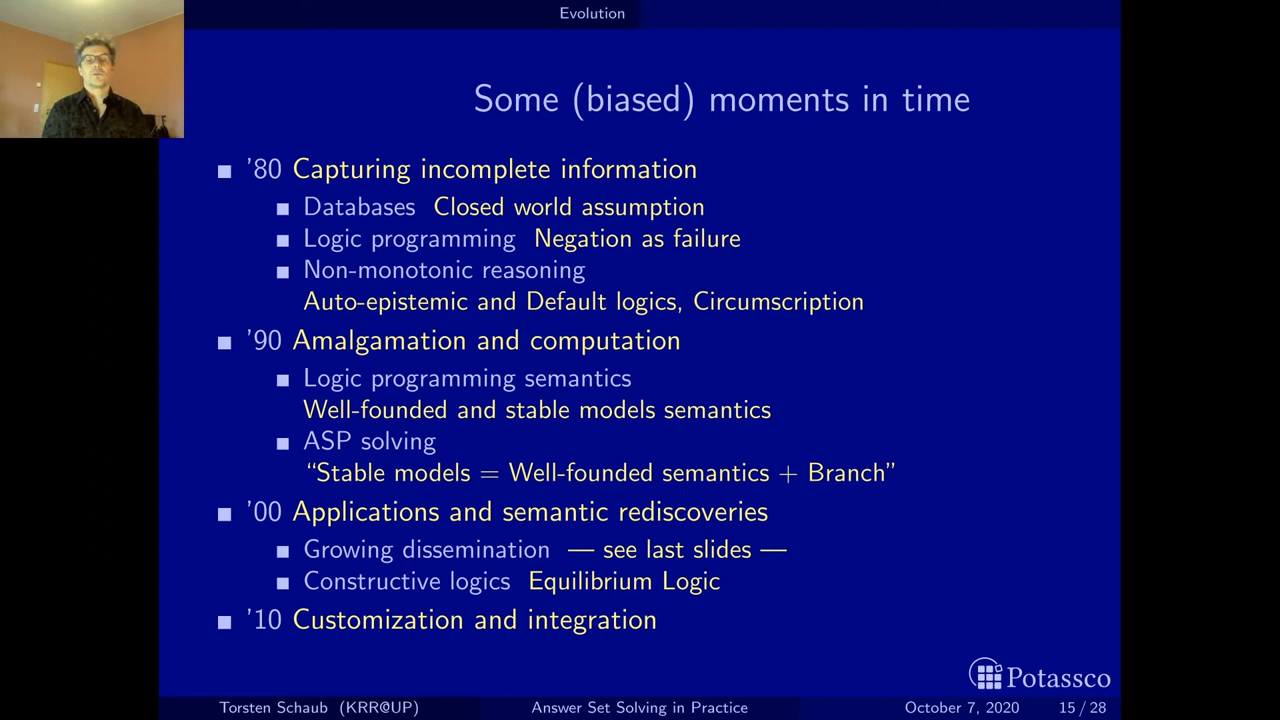 Evolution
Some (biased) moments in time
’80 Capturing incomplete information
Databases Closed world assumption
Logic programming Negation as failure
Non-monotonic reasoning
Auto-epistemic and Default logics, Circumscription
’90 Amalgamation and computation
Logic programming semantics
Well-founded and stable models semantics
ASP solving
“Stable models = Well-founded semantics + Branch”
’00 Applications and semantic rediscoveries
Growing dissemination — see last slides —
Constructive logics Equilibrium Logic
’10 Customization and integration
Potassco
Torsten Schaub (KRR@UP) Answer Set Solving in Practice October 7, 2020 15 / 28